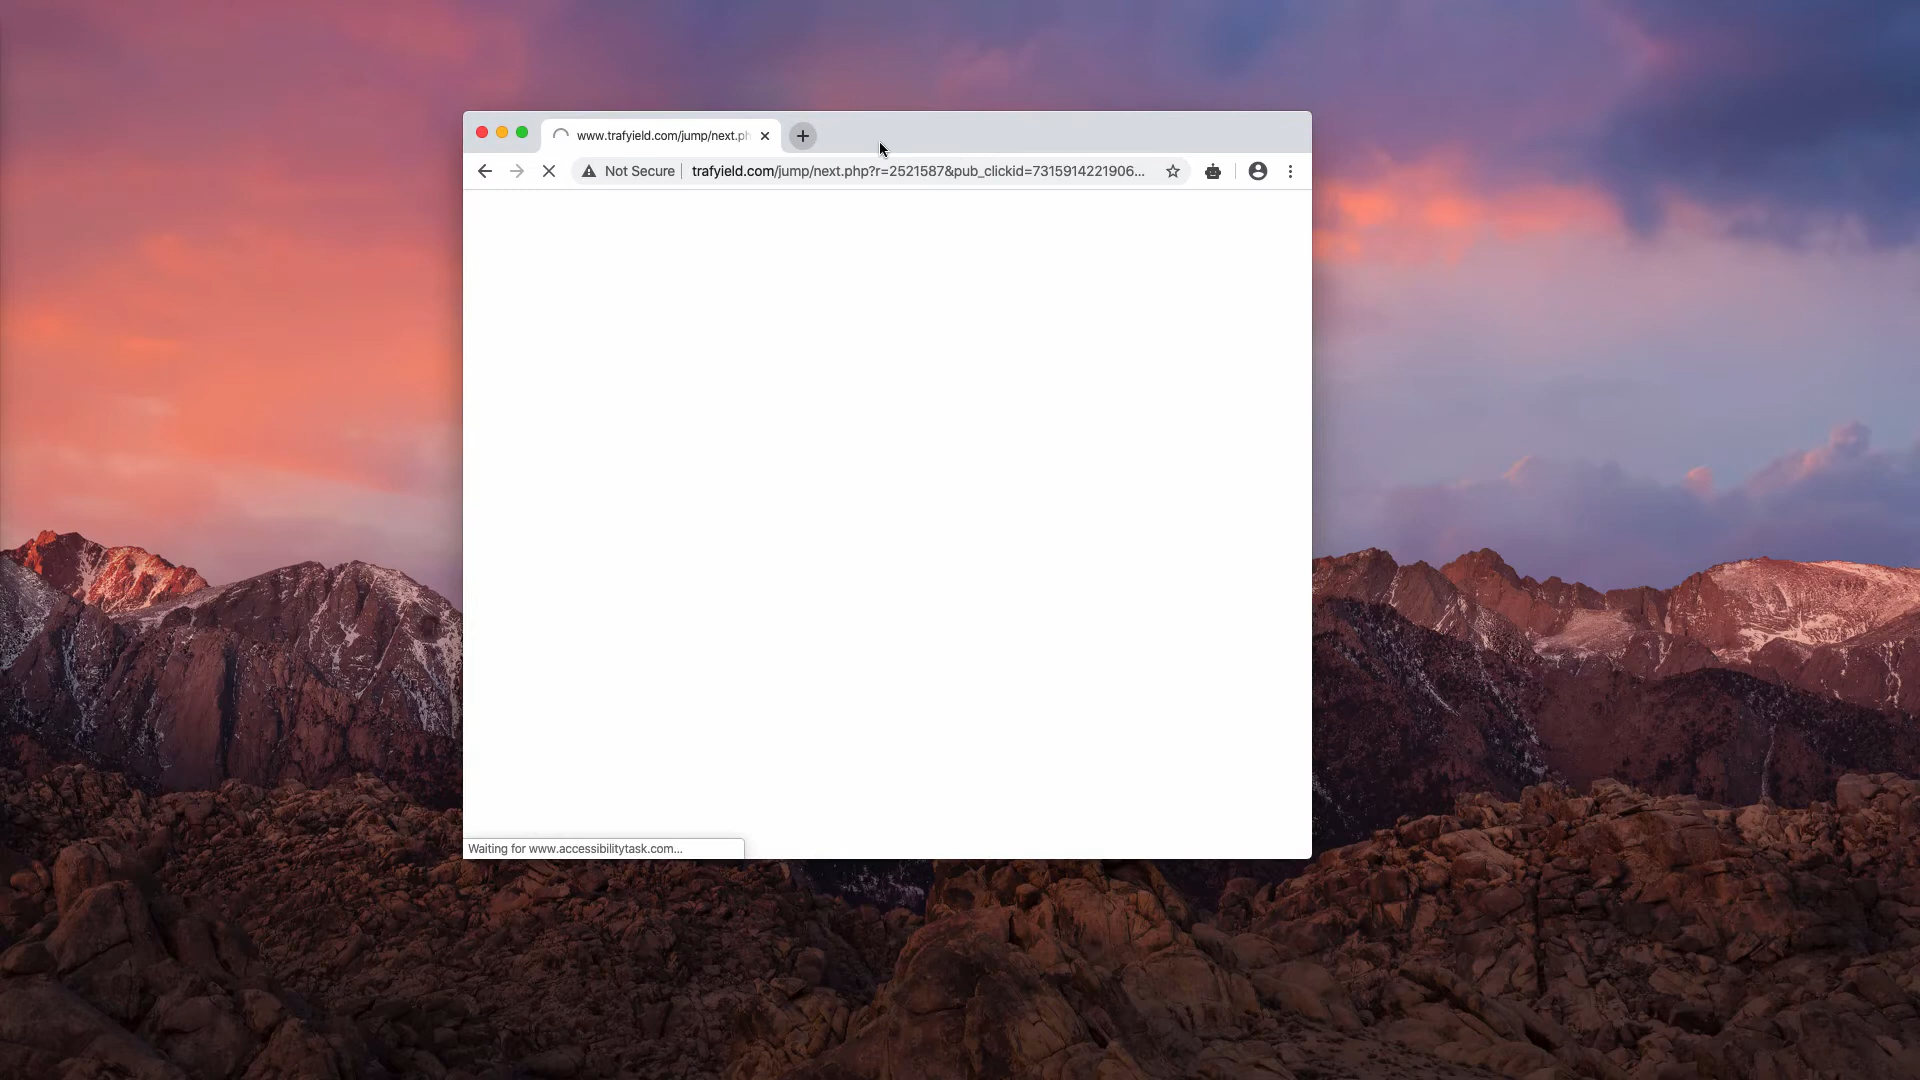 www.trafyield.com/jump/next.ph
Not Secure
trafyield.com/jump/next.php?r=2521587&pub_clickid=7315914221906...
Waiting for www.accessibilitytask.com...